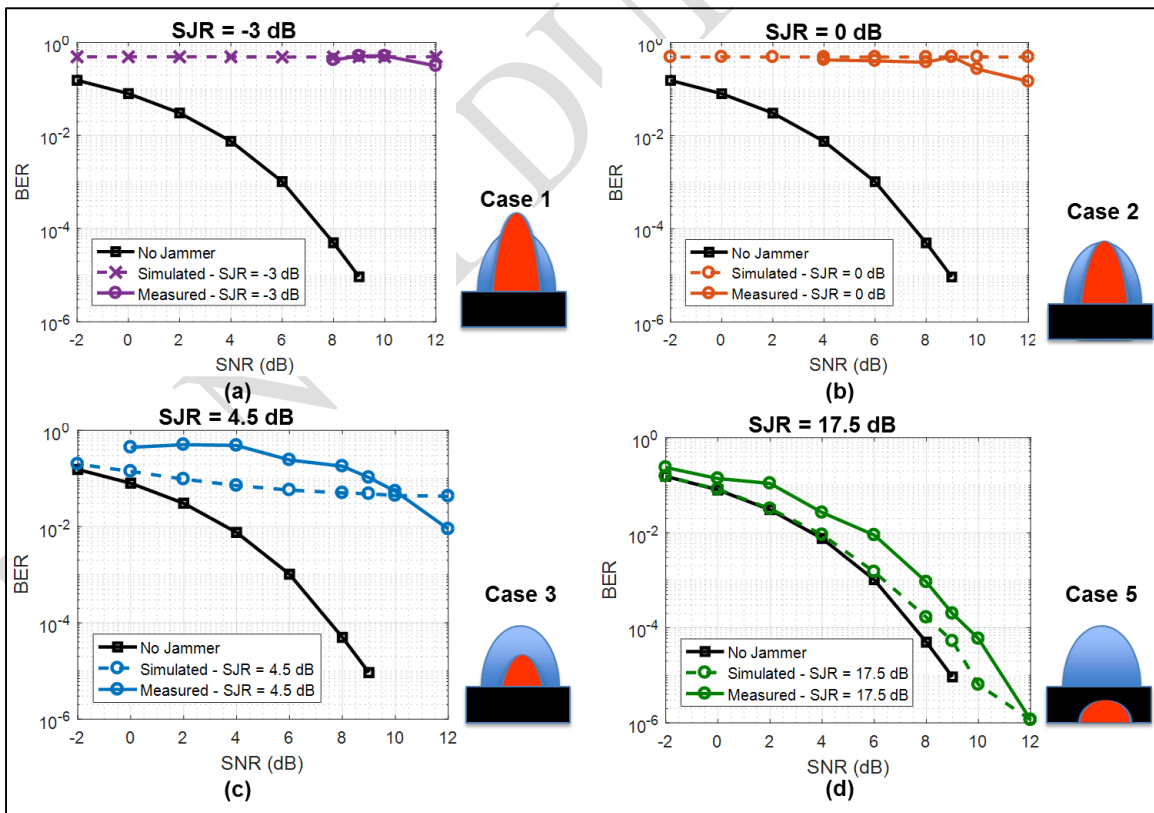 SJR = -3 dB
10^0
10^-2
10^-4
10^-6
BER
-2 0 2 4 6 8 10 12
SNR (dB)
No Jammer
Simulated - SJR = -3 dB
Measured - SJR = -3 dB
Case 1
(a)
SJR = 0 dB
10^0
10^-2
10^-4
10^-6
BER
-2 0 2 4 6 8 10 12
SNR (dB)
No Jammer
Simulated - SJR = 0 dB
Measured - SJR = 0 dB
Case 2
(b)
SJR = 4.5 dB
10^0
10^-2
10^-4
10^-6
BER
-2 0 2 4 6 8 10 12
SNR (dB)
No Jammer
Simulated - SJR = 4.5 dB
Measured - SJR = 4.5 dB
Case 3
(c)
SJR = 17.5 dB
10^0
10^-2
10^-4
10^-6
BER
-2 0 2 4 6 8 10 12
SNR (dB)
No Jammer
Simulated - SJR = 17.5 dB
Measured - SJR = 17.5 dB
Case 5
(d)